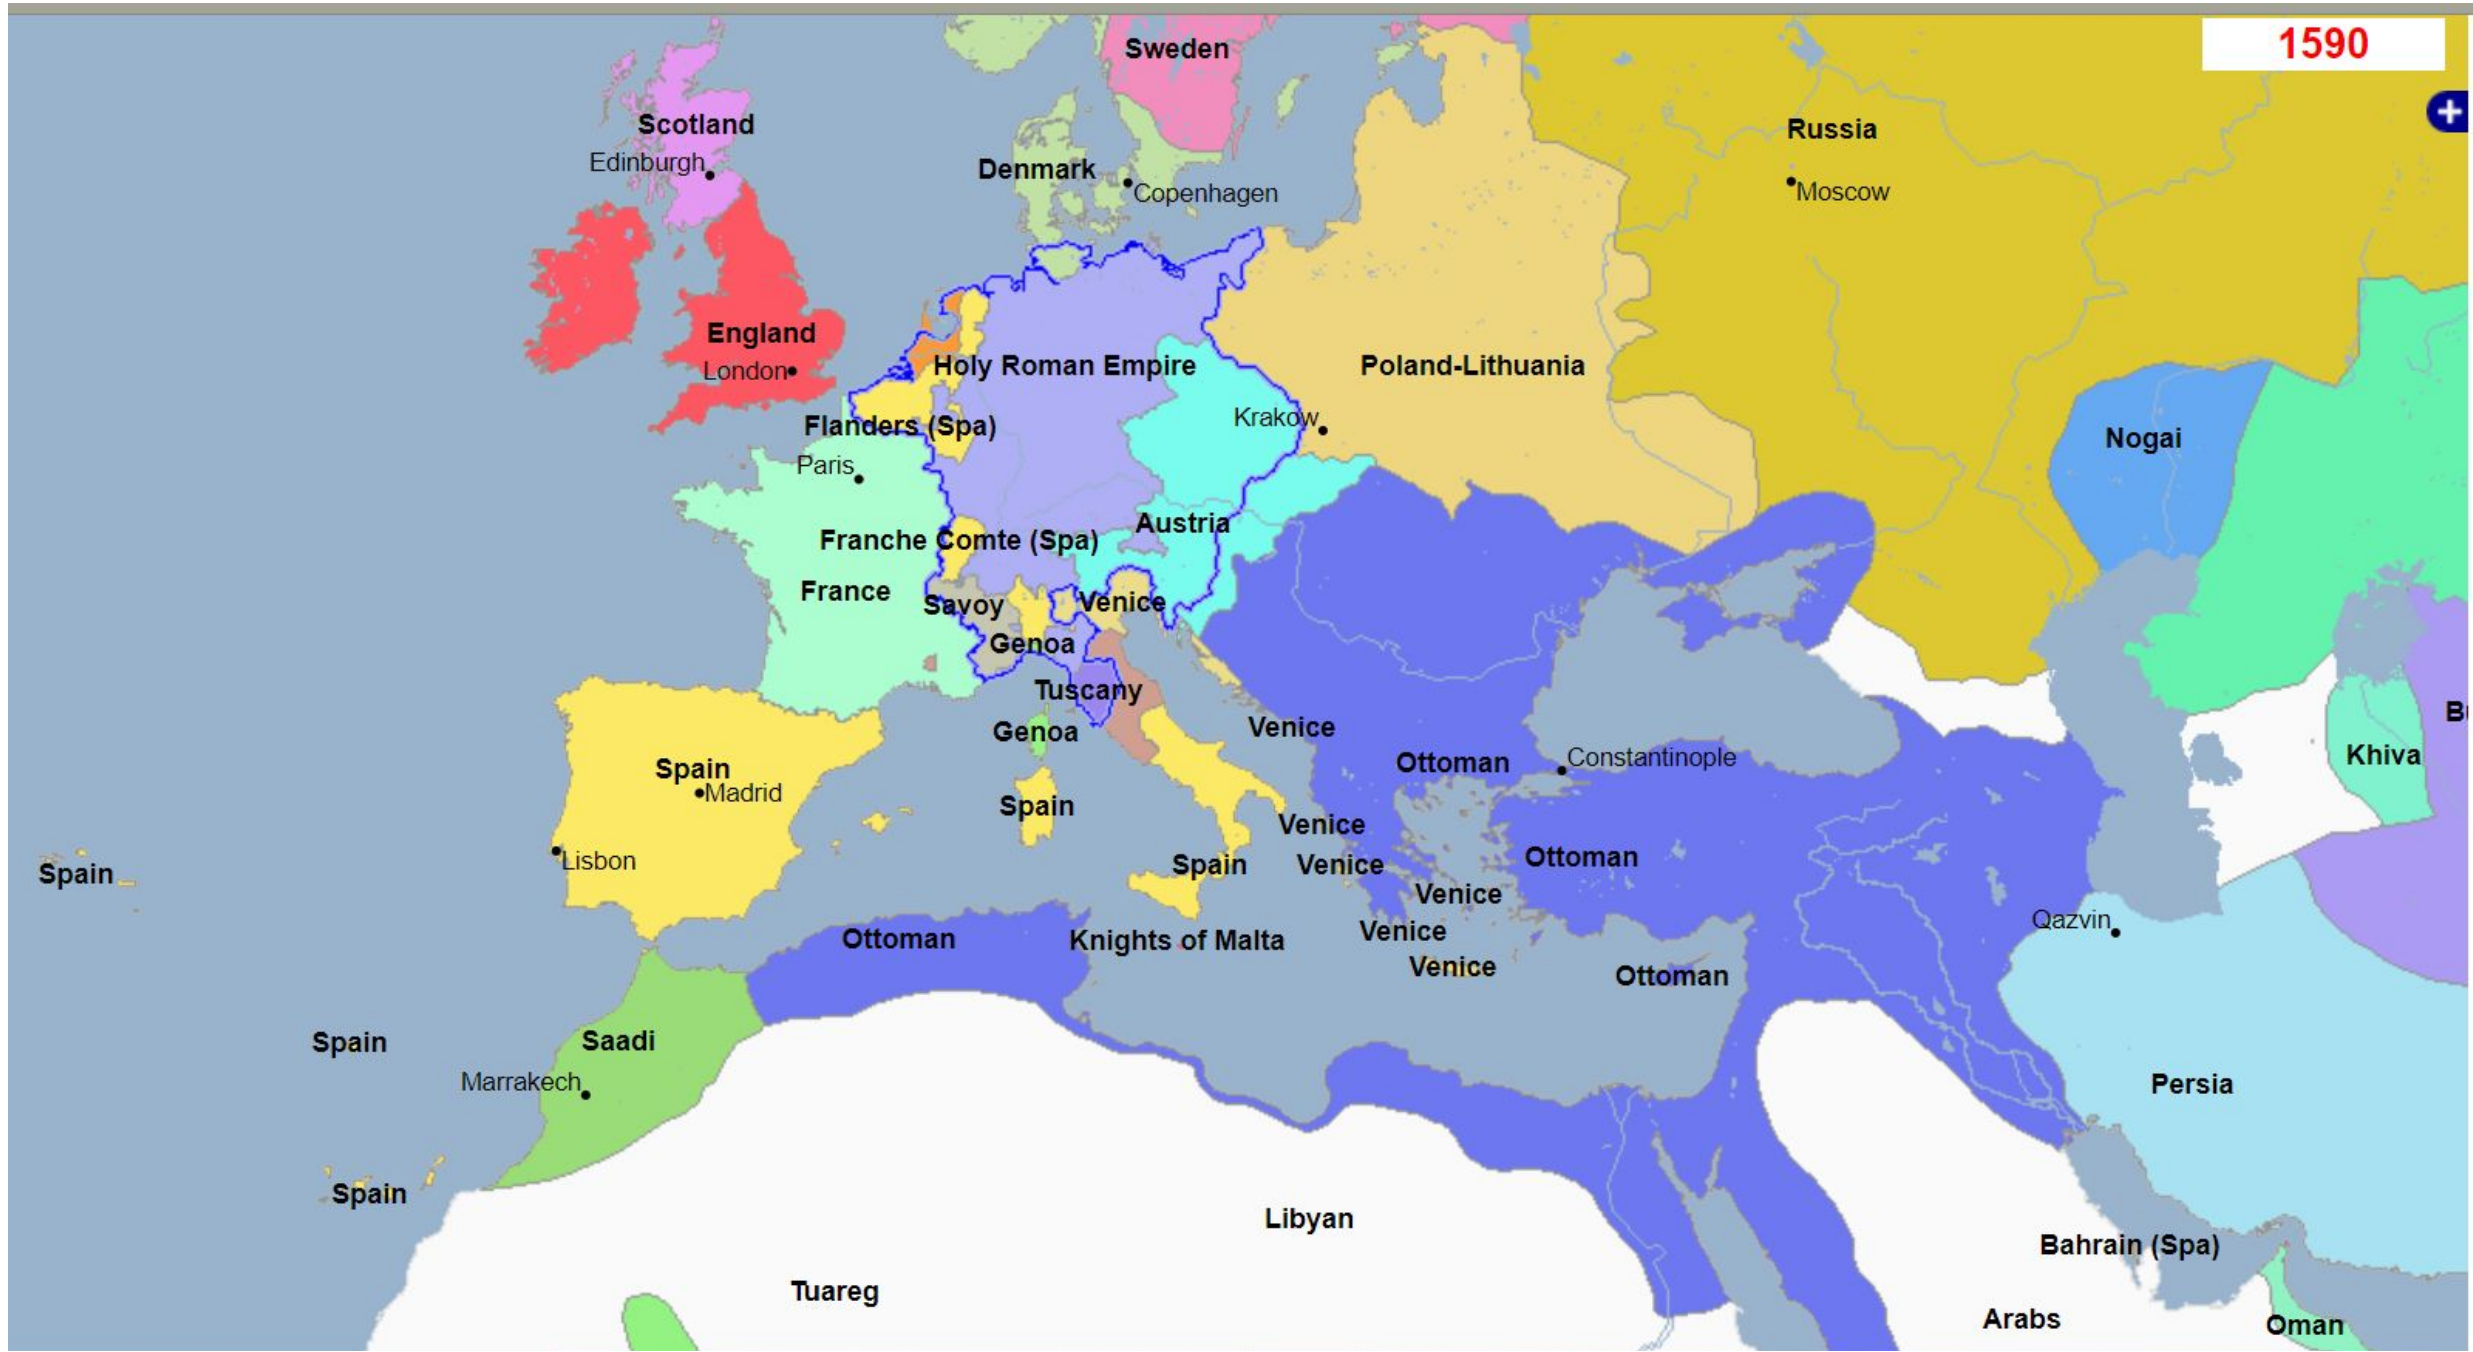 1590
Sweden
Scotland
Edinburgh
Russia
Moscow
Denmark
Copenhagen
England
London
Holy Roman Empire
Poland-Lithuania
Krakow
Flanders (Spa)
Nogai
Paris
Austria
Franche Comte (Spa)
France
Savoy
Venice
Genoa
Tuscany
Genoa
Venice
Khiva
Spain
Madrid
Ottoman
Constantinople
Spain
Venice
Lisbon
Spain
Spain
Venice
Ottoman
Venice
Qazvin
Ottoman
Knights of Malta
Venice
Venice
Ottoman
Spain
Saadi
Marrakech
Persia
Spain
Libyan
Bahrain (Spa)
Tuareg
Arabs
Oman